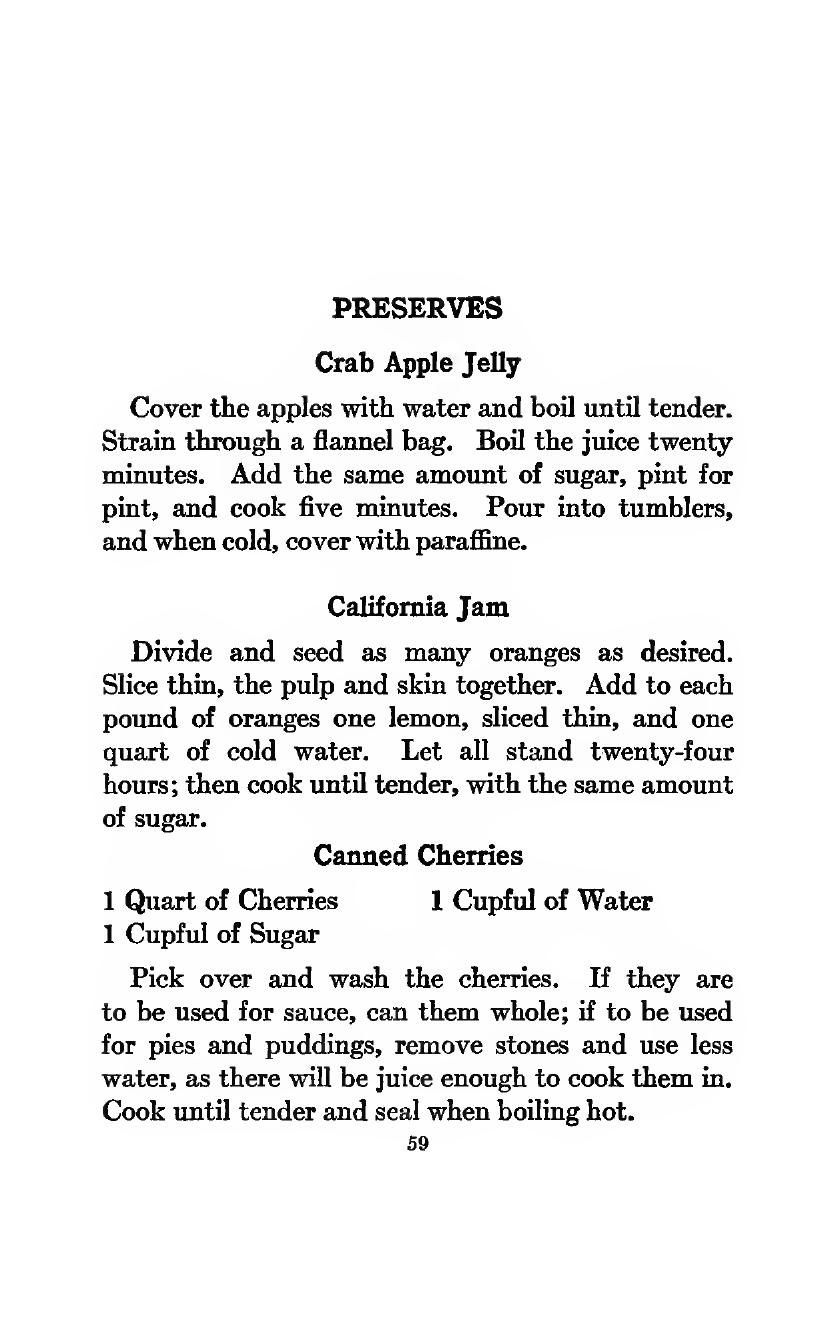 PRESERVES
Crab Apple Jelly
Cover the apples with water and boil until tender.
Strain through a flannel bag. Boil the juice twenty
minutes. Add the same amount of sugar, pint for
pint, and cook five minutes. Pour into tumblers,
and when cold, cover with paraffine.
California Jam
Divide and seed as many oranges as desired.
Slice thin, the pulp and skin together. Add to each
pound of oranges one lemon, sliced thin, and one
quart of cold water. Let all stand twenty-four
hours; then cook until tender, with the same amount
of sugar.
Canned Cherries
1 Quart of Cherries 1 Cupful of Water
1 Cupful of Sugar
Pick over and wash the cherries. If they are
to be used for sauce, can them whole; if to be used
for pies and puddings, remove stones and use less
water, as there will be juice enough to cook them in.
Cook until tender and seal when boiling hot.
59